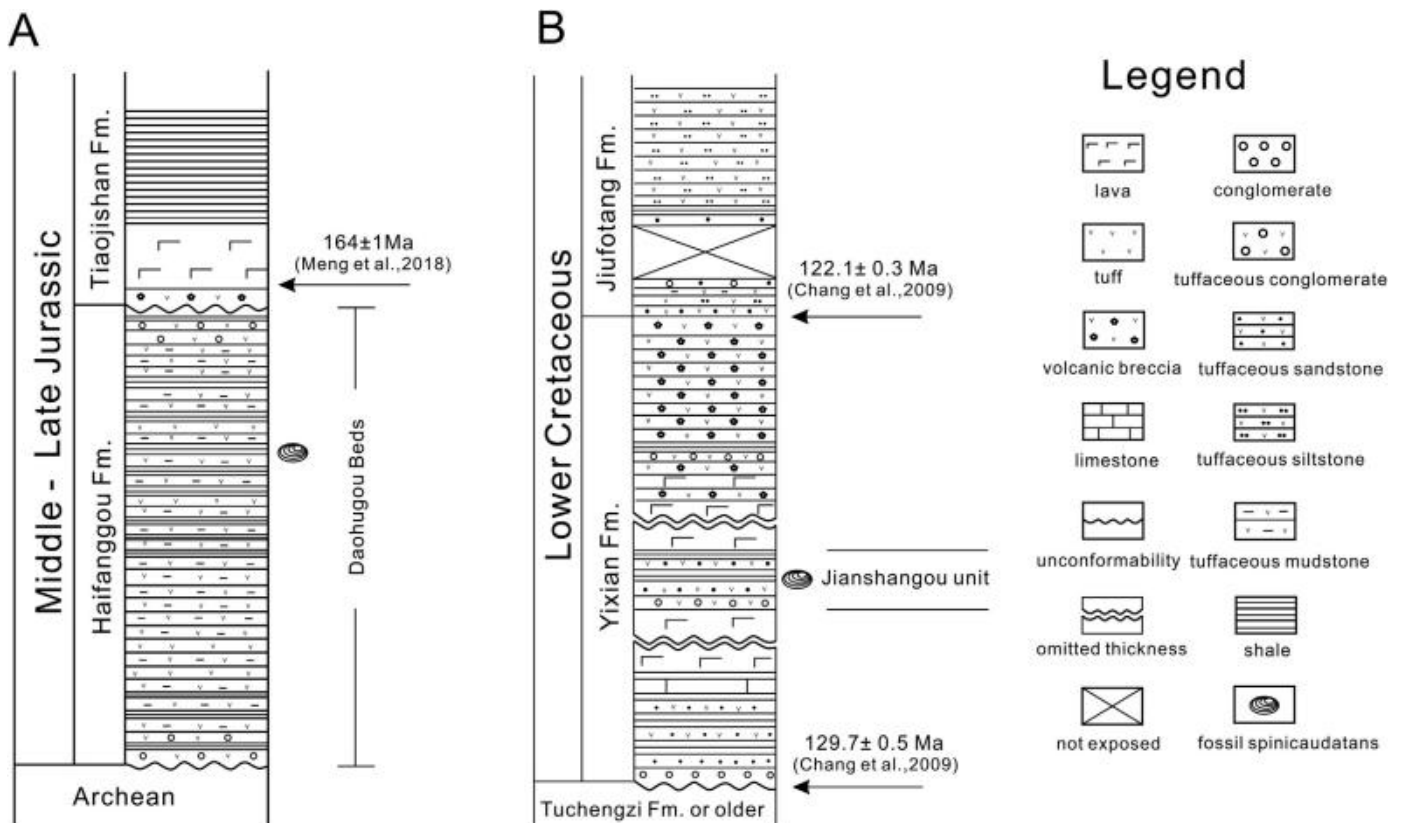 A
Middle - Late Jurassic
Tiaojishan Fm.
Haifanggou Fm.
164±1Ma
(Meng et al.,2018)
Daohugou Beds
Archean
B
Lower Cretaceous
Jiufotang Fm.
Yixian Fm.
122.1± 0.3 Ma
(Chang et al.,2009)
Jianshangou unit
129.7± 0.5 Ma
(Chang et al.,2009)
Tuchengzi Fm. or older
Legend
lava
conglomerate
tuff
tuffaceous conglomerate
volcanic breccia
tuffaceous sandstone
limestone
tuffaceous siltstone
unconformability
tuffaceous mudstone
omitted thickness
shale
not exposed
fossil spinicaudatans